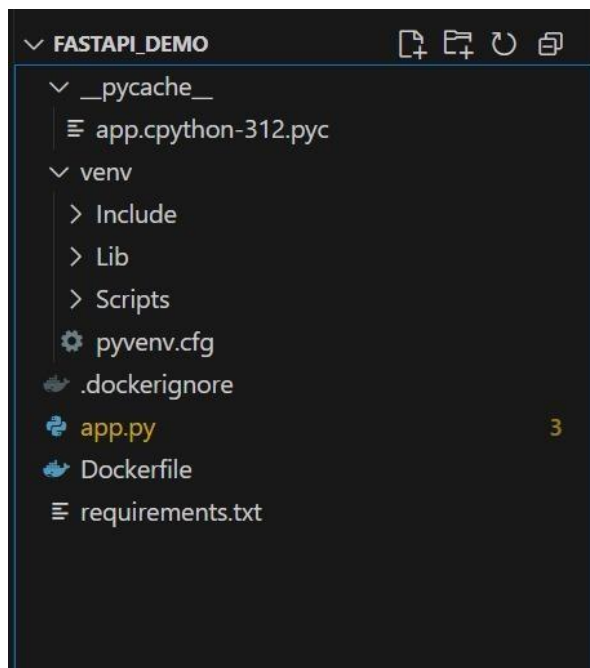 FASTAPI_DEMO
__pycache__
app.cpython-312.pyc
venv
Include
Lib
Scripts
pyvenv.cfg
.dockerignore
app.py 3
Dockerfile
requirements.txt